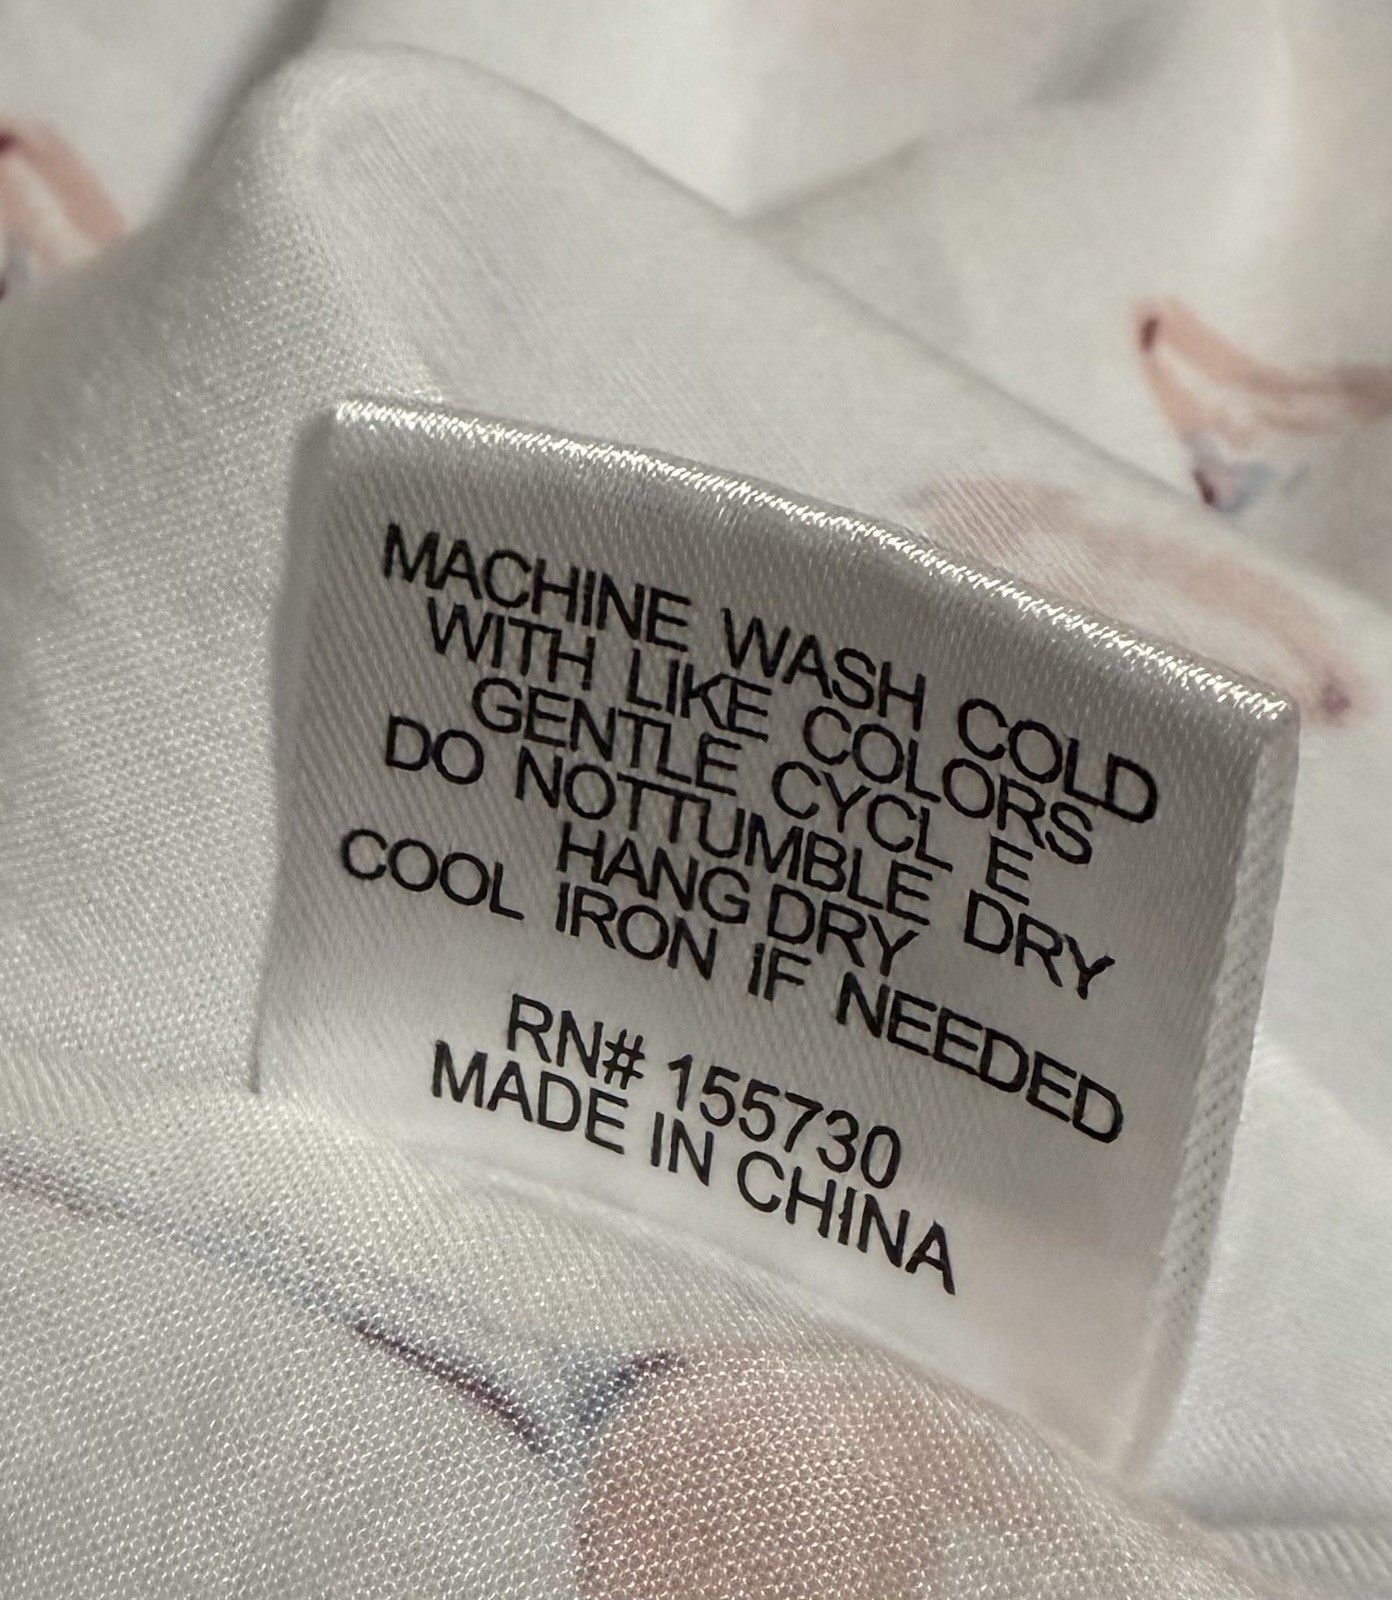 MACHINE WASH COLD
WITH LIKE COLORS
GENTLE CYCL E
DO NOTTUMBLE DRY
HANG DRY
COOL IRON IF NEEDED
RN# 155730
MADE IN CHINA